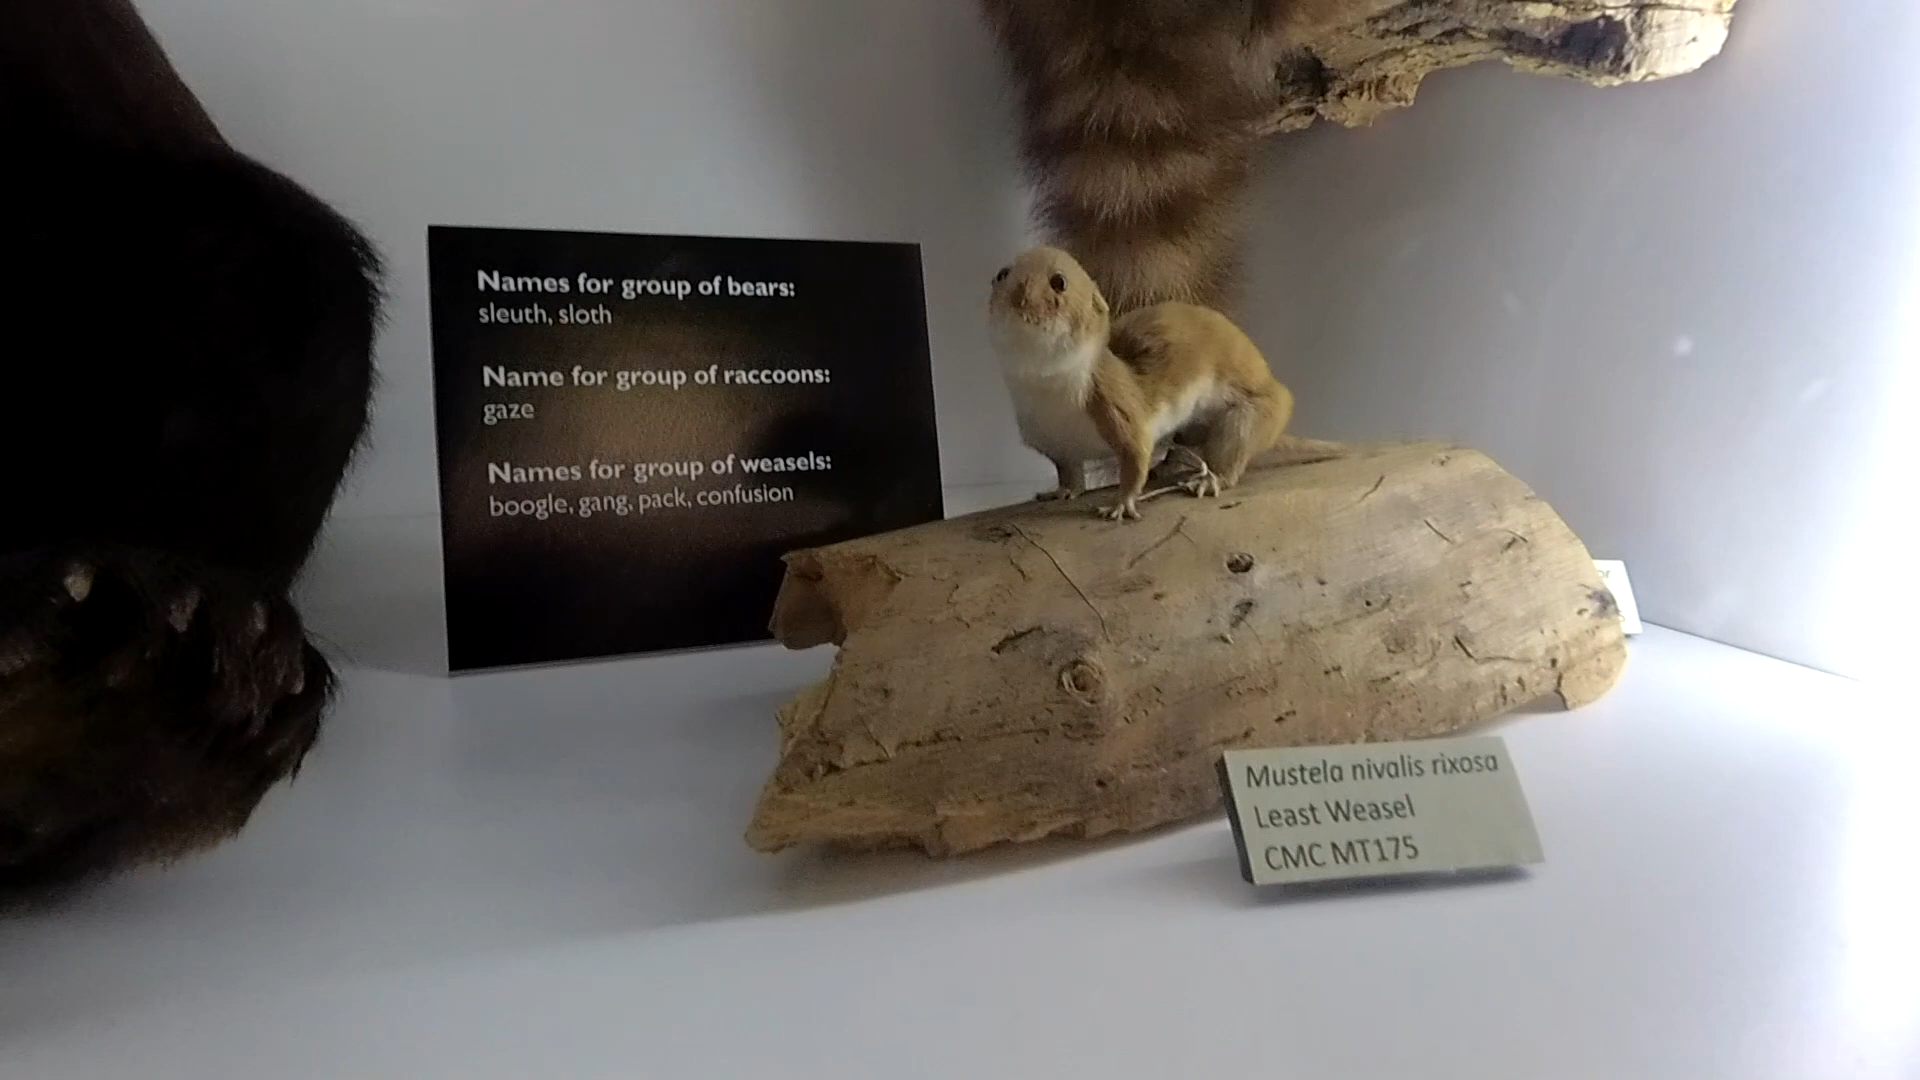 Names for group of bears:
sleuth, sloth
Name for group of raccoons:
gaze
Names for group of weasels:
boogle, gang, pack, confusion
Mustela nivalis rixosa
Least Weasel
CMC MT175